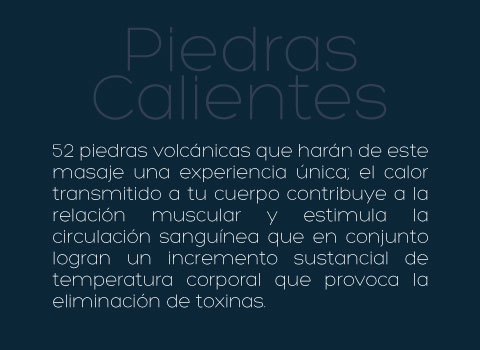 Piedras
Calientes
52 piedras volcánicas que harán de este
masaje una experiencia única; el calor
transmitido a tu cuerpo contribuye a la
relación muscular y estimula la
circulación sanguínea que en conjunto
logran un incremento sustancial de
temperatura corporal que provoca la
eliminación de toxinas.